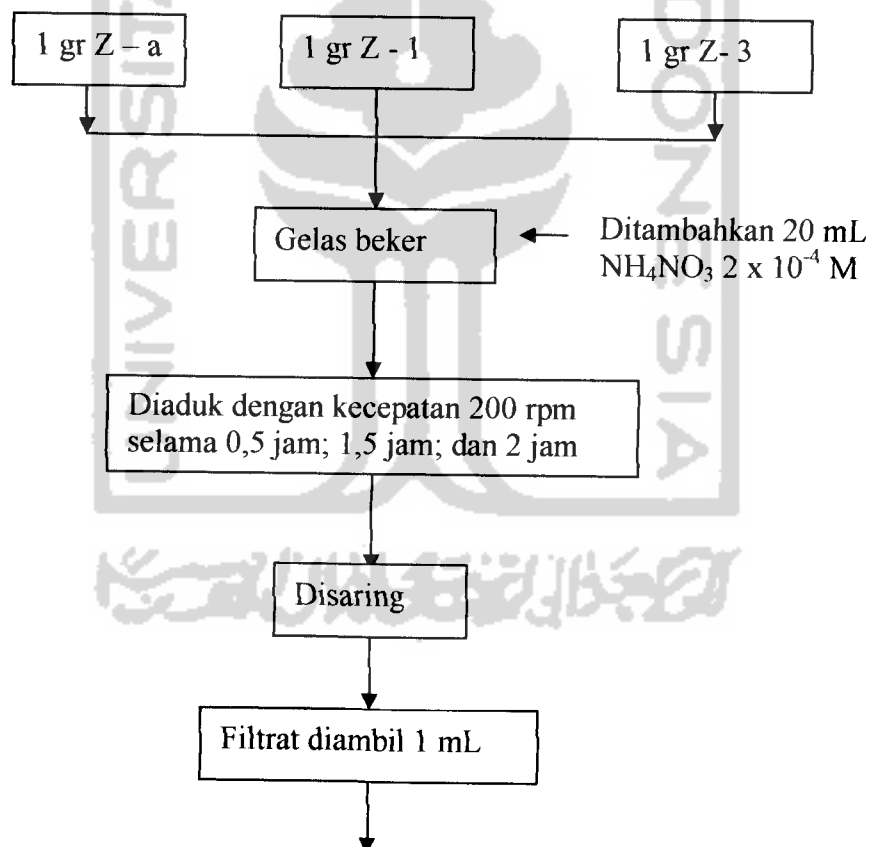 1 gr Z – a
1 gr Z - 1
1 gr Z- 3
Gelas beker
Ditambahkan 20 mL
NH₄NO₃ 2 x 10⁻⁴ M
Diaduk dengan kecepatan 200 rpm
selama 0,5 jam; 1,5 jam; dan 2 jam
Disaring
Filtrat diambil 1 mL